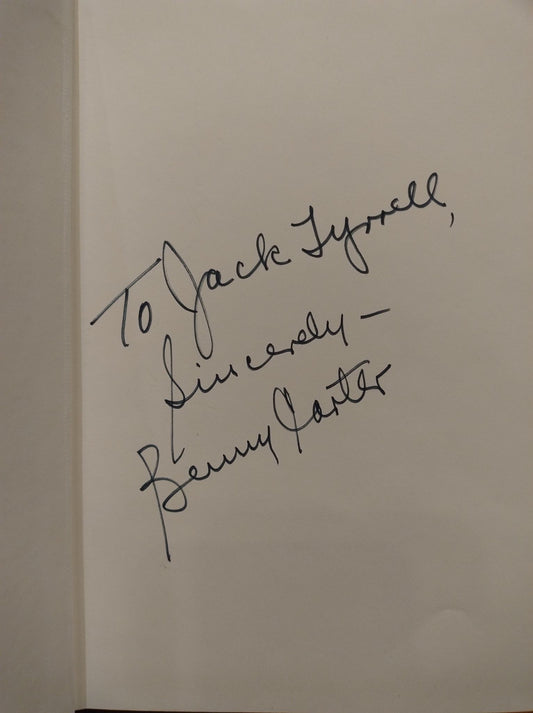 To Jack Tyrrell,
Sincerely –
Benny Carter